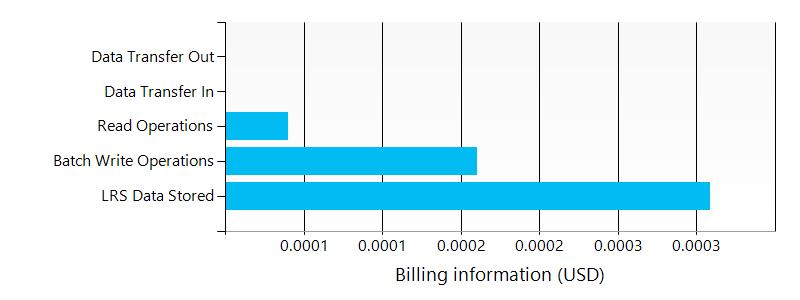 Data Transfer Out
Data Transfer In
Read Operations
Batch Write Operations
LRS Data Stored
0.0001 0.0001 0.0002 0.0002 0.0003 0.0003
Billing information (USD)